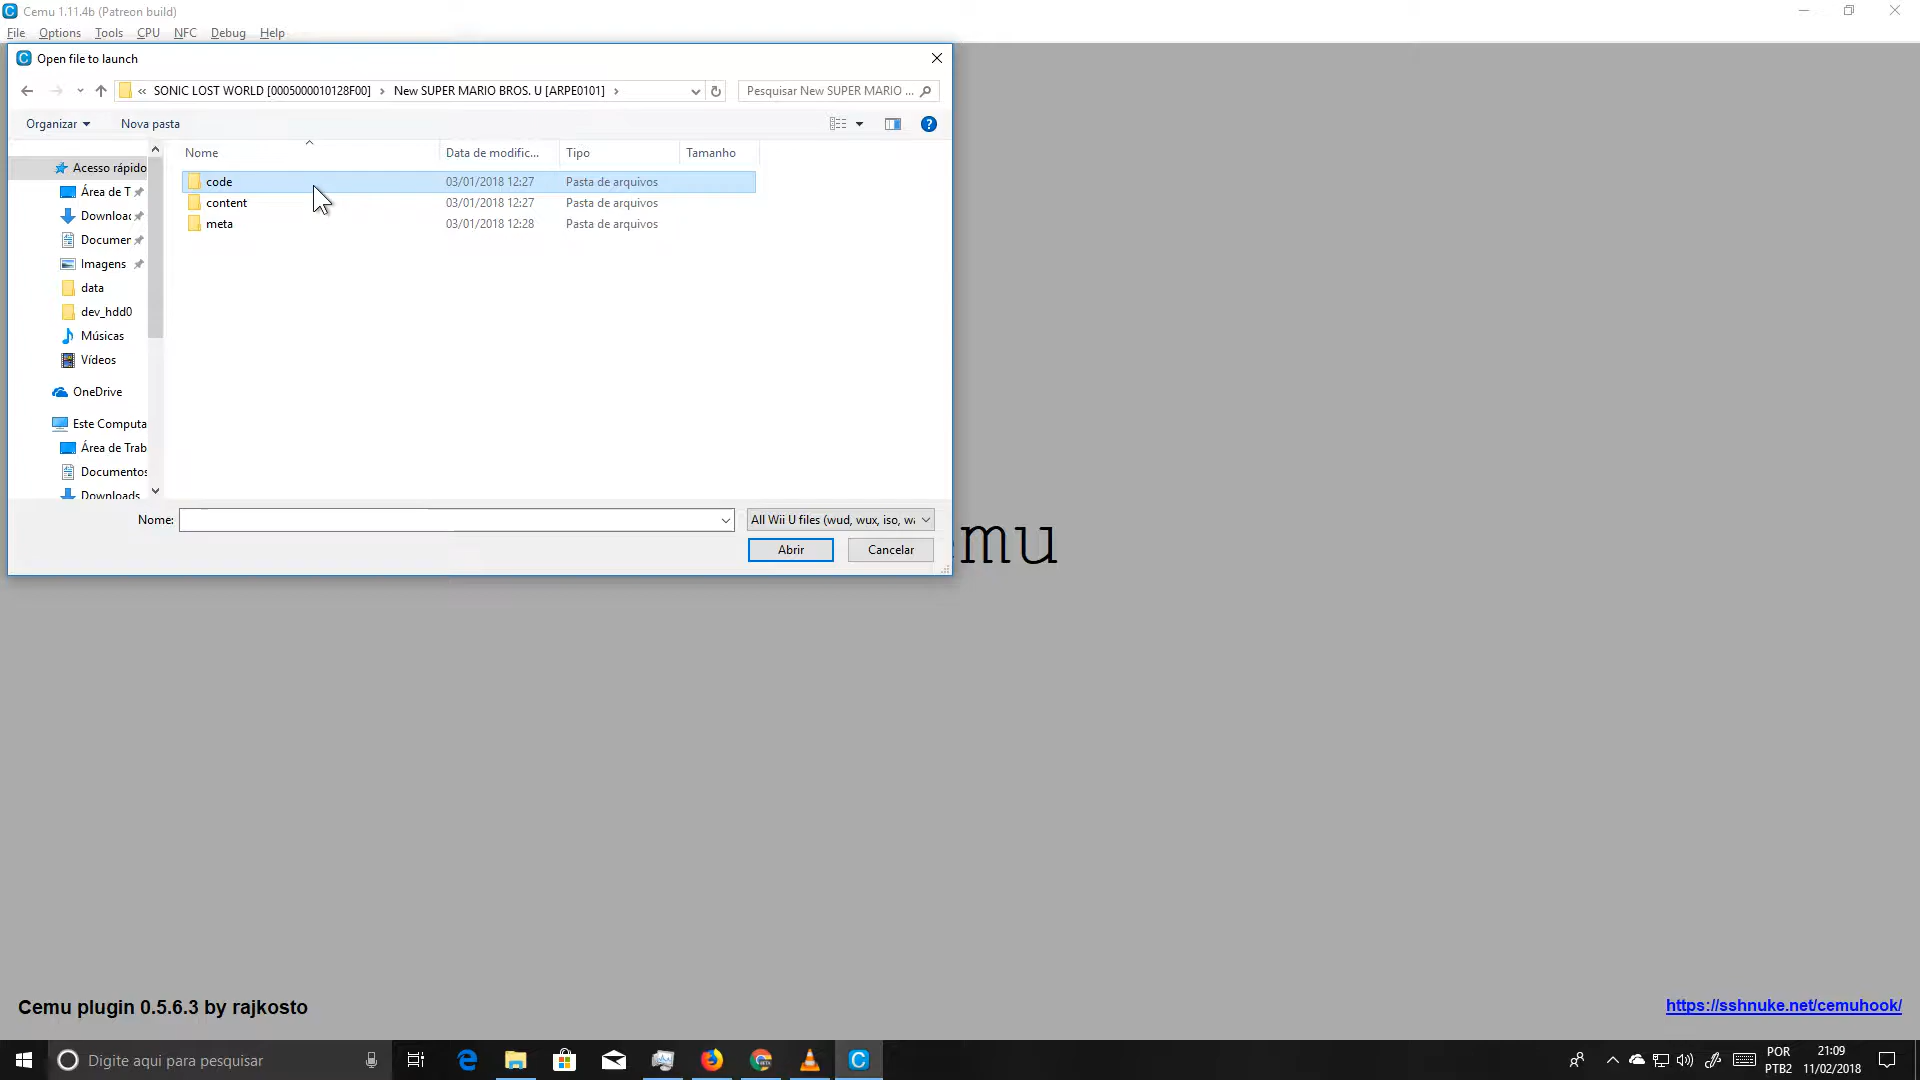 Cemu 1.11.4b (Patreon build)
File Options Tools CPU NFC Debug Help
Open file to launch
« SONIC LOST WORLD [0005000010128F00] › New SUPER MARIO BROS. U [ARPE0101] ›
Pesquisar New SUPER MARIO ...
Organizar Nova pasta
Nome Data de modific... Tipo Tamanho
Acesso rápido
Área de T
Downloac
Documer
Imagens
data
dev_hdd0
Músicas
Vídeos
OneDrive
Este Computa
Área de Trab
Documentos
Downloads
code 03/01/2018 12:27 Pasta de arquivos
content 03/01/2018 12:27 Pasta de arquivos
meta 03/01/2018 12:28 Pasta de arquivos
Nome:
All Wii U files (wud, wux, iso, wa
Abrir Cancelar
emu
Cemu plugin 0.5.6.3 by rajkosto
https://sshnuke.net/cemuhook/
Digite aqui para pesquisar
POR
PTB2
21:09
11/02/2018